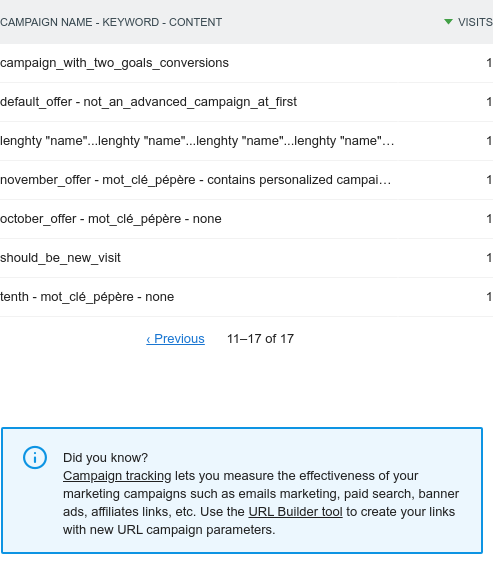 CAMPAIGN NAME - KEYWORD - CONTENT VISITS
campaign_with_two_goals_conversions 1
default_offer - not_an_advanced_campaign_at_first 1
lenghty "name"...lenghty "name"...lenghty "name"...lenghty "name"... 1
november_offer - mot_clé_pépère - contains personalized campai... 1
october_offer - mot_clé_pépère - none 1
should_be_new_visit 1
tenth - mot_clé_pépère - none 1
‹ Previous 11–17 of 17
Did you know?
Campaign tracking lets you measure the effectiveness of your
marketing campaigns such as emails marketing, paid search, banner
ads, affiliates links, etc. Use the URL Builder tool to create your links
with new URL campaign parameters.